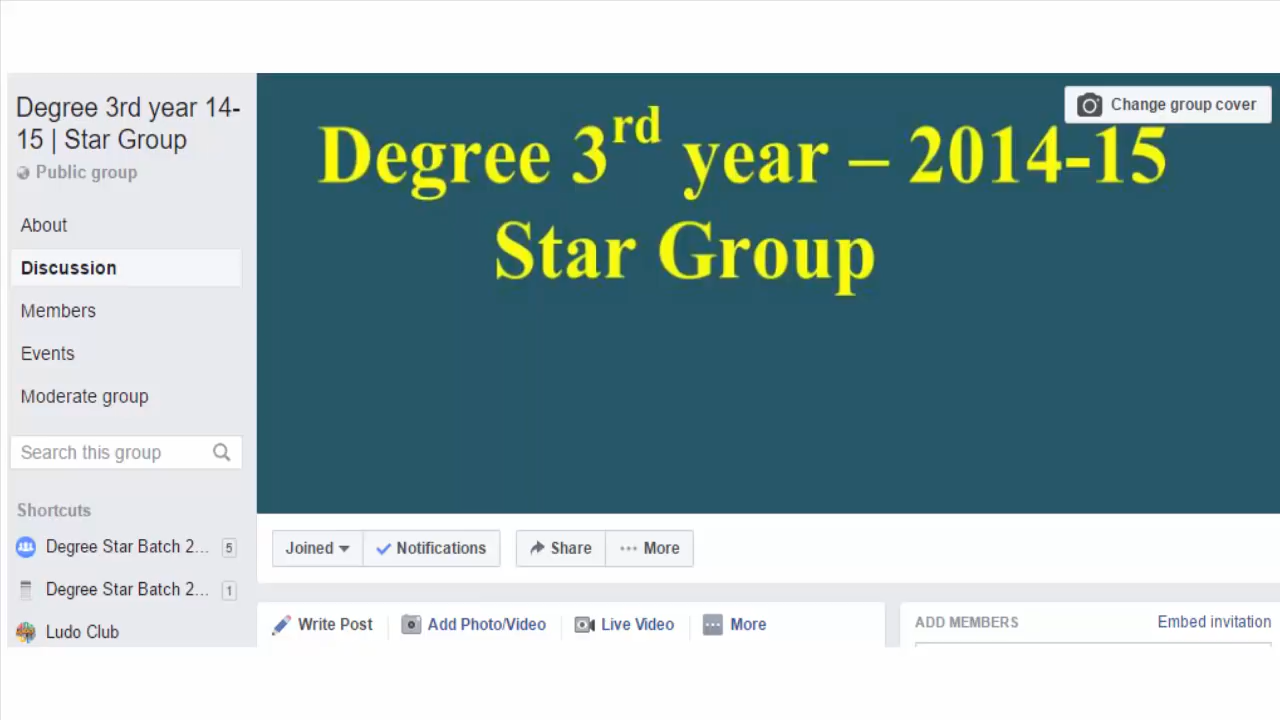 Degree 3rd year 14-
15 | Star Group
Public group
About
Discussion
Members
Events
Moderate group
Search this group
Shortcuts
Degree Star Batch 2... 5
Degree Star Batch 2... 1
Ludo Club
Change group cover
Degree 3rd year – 2014-15
Star Group
Joined Notifications Share ... More
Write Post Add Photo/Video Live Video More
ADD MEMBERS Embed invitation